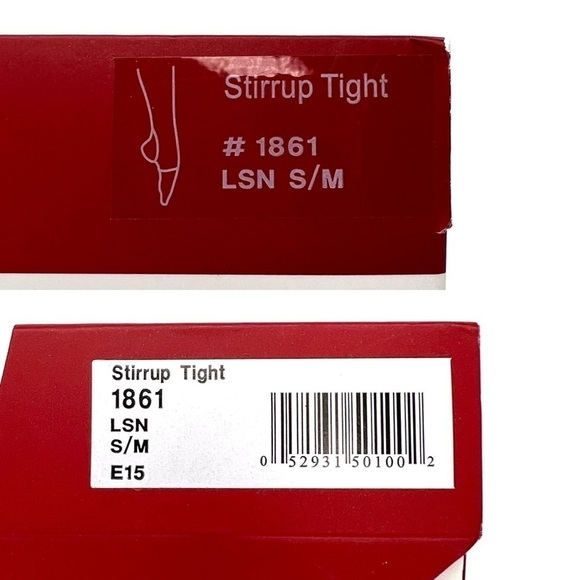 Stirrup Tight
# 1861
LSN S/M
Stirrup Tight
1861
LSN
S/M
E15
0 52931 50100 2